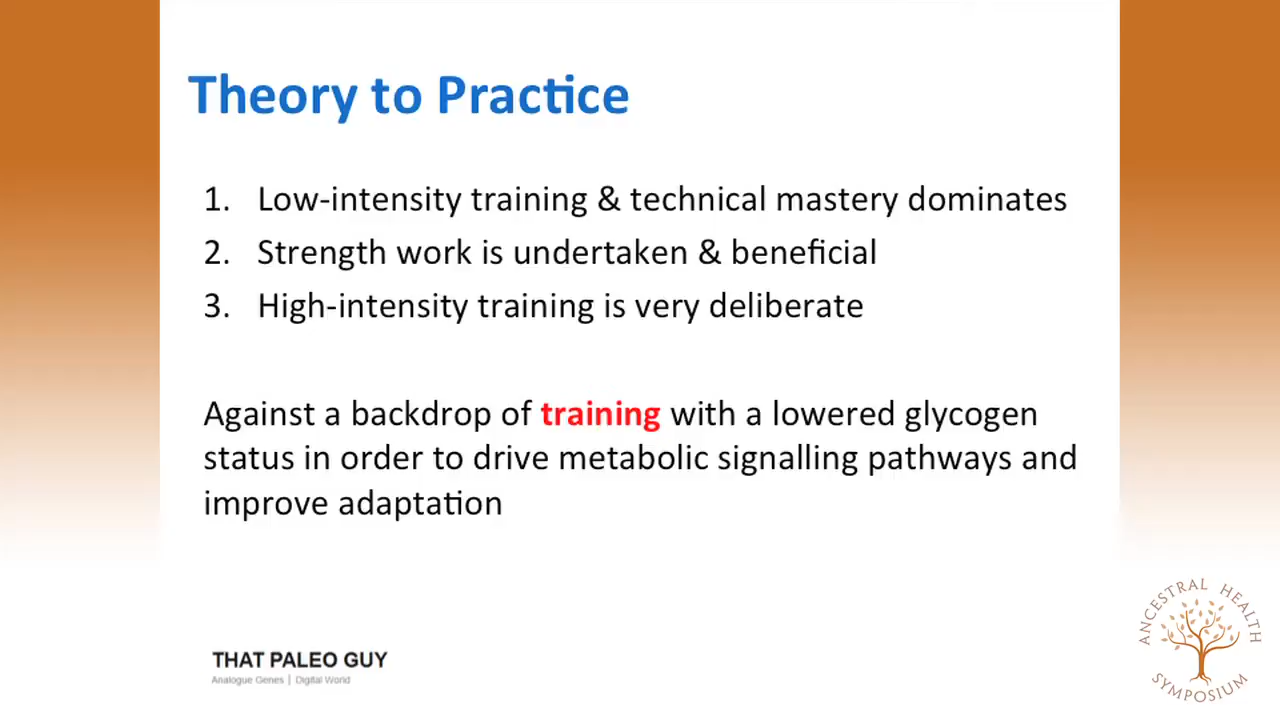 Theory to Practice
1. Low-intensity training & technical mastery dominates
2. Strength work is undertaken & beneficial
3. High-intensity training is very deliberate
Against a backdrop of training with a lowered glycogen
status in order to drive metabolic signalling pathways and
improve adaptation
THAT PALEO GUY
Analogue Genes | Digital World
ANCESTRAL HEALTH
SYMPOSIUM